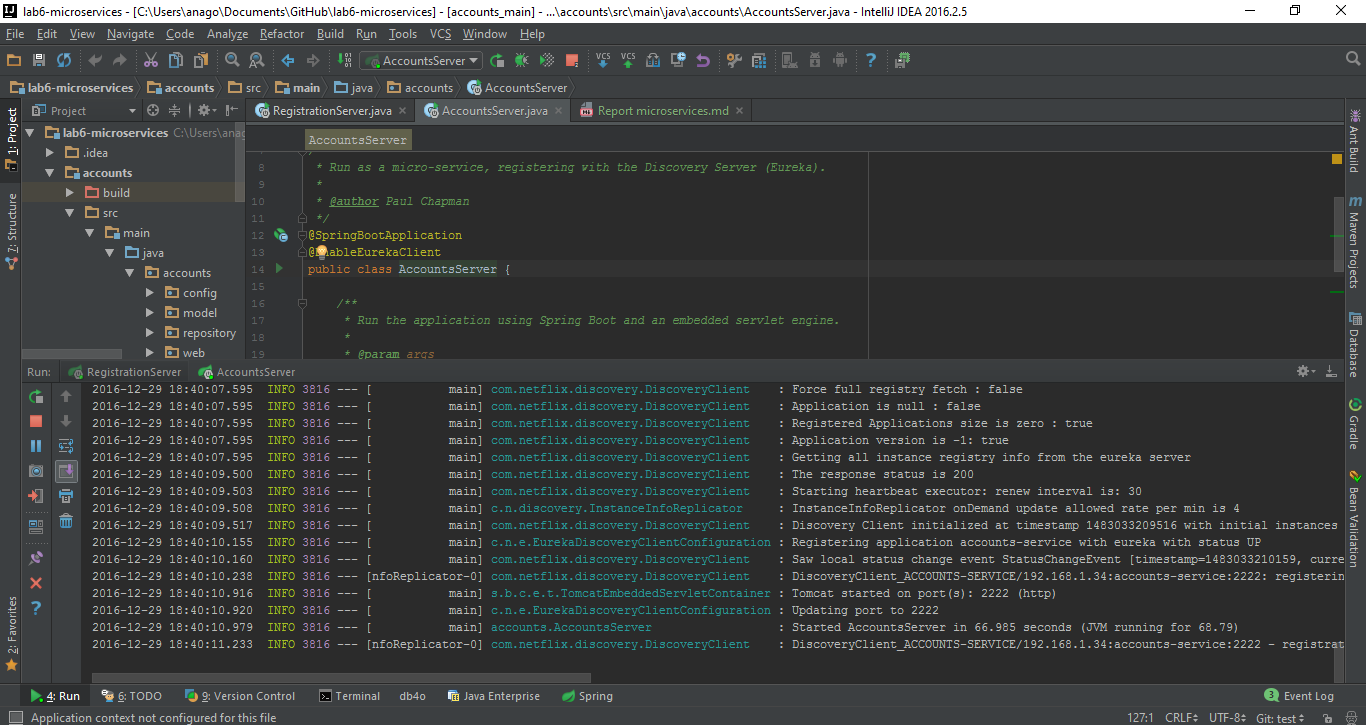 lab6-microservices - [C:\Users\anago\Documents\GitHub\lab6-microservices] - [accounts_main] - ...\accounts\src\main\java\accounts\AccountsServer.java - IntelliJ IDEA 2016.2.5
File Edit View Navigate Code Analyze Refactor Build Run Tools VCS Window Help
AccountsServer VCS VCS
lab6-microservices accounts src main java accounts AccountsServer
Project RegistrationServer.java AccountsServer.java Report microservices.md
lab6-microservices C:\Users\anag
.idea
accounts
build
src
main
java
accounts
config
model
repository
web
AccountsServer
8 * Run as a micro-service, registering with the Discovery Server (Eureka).
9 *
10 * @author Paul Chapman
11 */
12 @SpringBootApplication
13 @EnableEurekaClient
14 public class AccountsServer {
15
16 /**
17 * Run the application using Spring Boot and an embedded servlet engine.
18 *
19 * @param args
1: Project
7: Structure
2: Favorites
Ant Build
Maven Projects
Database
Gradle
Bean Validation
Run: RegistrationServer AccountsServer
2016-12-29 18:40:07.595 INFO 3816 --- [ main] com.netflix.discovery.DiscoveryClient : Force full registry fetch : false
2016-12-29 18:40:07.595 INFO 3816 --- [ main] com.netflix.discovery.DiscoveryClient : Application is null : false
2016-12-29 18:40:07.595 INFO 3816 --- [ main] com.netflix.discovery.DiscoveryClient : Registered Applications size is zero : true
2016-12-29 18:40:07.595 INFO 3816 --- [ main] com.netflix.discovery.DiscoveryClient : Application version is -1: true
2016-12-29 18:40:07.595 INFO 3816 --- [ main] com.netflix.discovery.DiscoveryClient : Getting all instance registry info from the eureka server
2016-12-29 18:40:09.500 INFO 3816 --- [ main] com.netflix.discovery.DiscoveryClient : The response status is 200
2016-12-29 18:40:09.503 INFO 3816 --- [ main] com.netflix.discovery.DiscoveryClient : Starting heartbeat executor: renew interval is: 30
2016-12-29 18:40:09.508 INFO 3816 --- [ main] c.n.discovery.InstanceInfoReplicator : InstanceInfoReplicator onDemand update allowed rate per min is 4
2016-12-29 18:40:09.517 INFO 3816 --- [ main] com.netflix.discovery.DiscoveryClient : Discovery Client initialized at timestamp 1483033209516 with initial instances
2016-12-29 18:40:10.155 INFO 3816 --- [ main] c.n.e.EurekaDiscoveryClientConfiguration : Registering application accounts-service with eureka with status UP
2016-12-29 18:40:10.160 INFO 3816 --- [ main] com.netflix.discovery.DiscoveryClient : Saw local status change event StatusChangeEvent [timestamp=1483033210159, curre
2016-12-29 18:40:10.238 INFO 3816 --- [nfoReplicator-0] com.netflix.discovery.DiscoveryClient : DiscoveryClient_ACCOUNTS-SERVICE/192.168.1.34:accounts-service:2222: registerin
2016-12-29 18:40:10.916 INFO 3816 --- [ main] s.b.c.e.t.TomcatEmbeddedServletContainer : Tomcat started on port(s): 2222 (http)
2016-12-29 18:40:10.920 INFO 3816 --- [ main] c.n.e.EurekaDiscoveryClientConfiguration : Updating port to 2222
2016-12-29 18:40:10.979 INFO 3816 --- [ main] accounts.AccountsServer : Started AccountsServer in 66.985 seconds (JVM running for 68.79)
2016-12-29 18:40:11.233 INFO 3816 --- [nfoReplicator-0] com.netflix.discovery.DiscoveryClient : DiscoveryClient_ACCOUNTS-SERVICE/192.168.1.34:accounts-service:2222 - registrat
4: Run 6: TODO 9: Version Control Terminal db4o Java Enterprise Spring 3 Event Log
Application context not configured for this file 127:1 CRLF UTF-8 Git: test